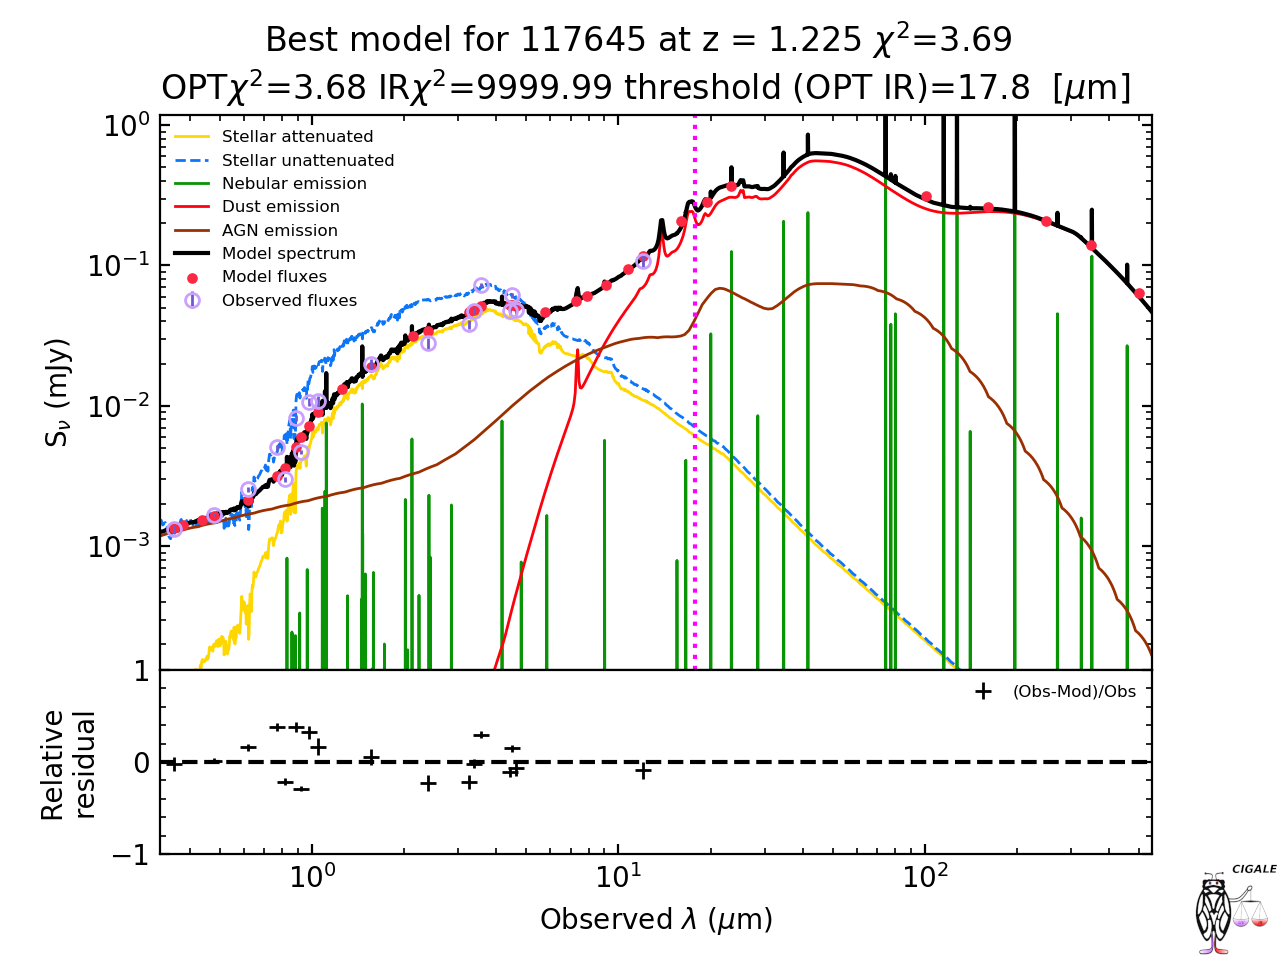 Best model for 117645 at z = 1.225 χ²=3.69
OPTχ²=3.68 IRχ²=9999.99 threshold (OPT IR)=17.8 [μm]
10⁰
10⁻¹
10⁻²
10⁻³
Sν (mJy)
Stellar attenuated
Stellar unattenuated
Nebular emission
Dust emission
AGN emission
Model spectrum
Model fluxes
Observed fluxes
1
0
−1
Relative
residual
(Obs-Mod)/Obs
10⁰ 10¹ 10²
Observed λ (μm)
CIGALE